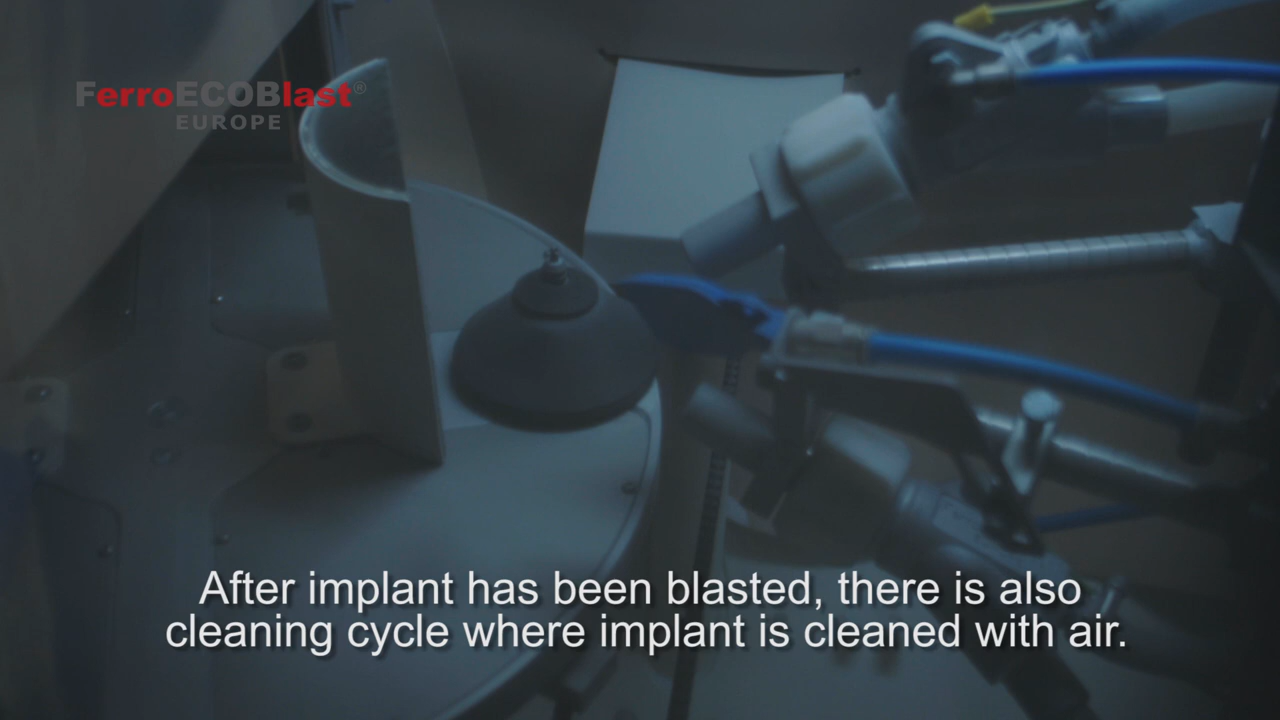 FerroECOBlast®
EUROPE
After implant has been blasted, there is also
cleaning cycle where implant is cleaned with air.